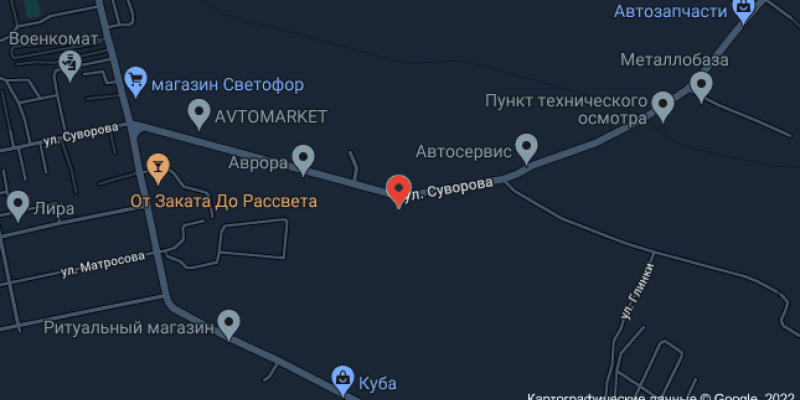 Автозапчасти
Военкомат
Металлобаза
магазин Светофор
Пункт технического
осмотра
AVTOMARKET
ул. Суворова
Автосервис
Аврора
ул. Суворова
От Заката До Рассвета
Лира
ул. Матросова
ул. Глинки
Ритуальный магазин
Куба
Картографические данные © Google, 2022